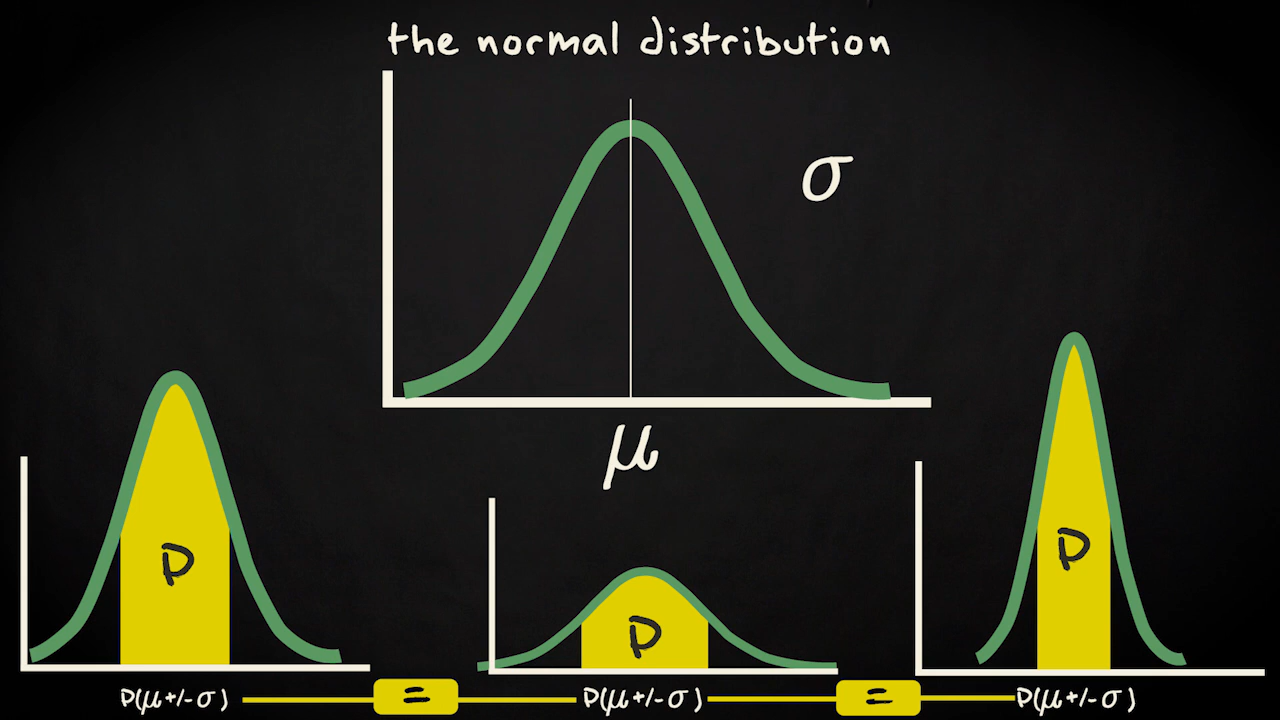 the normal distribution
σ
μ
P
P
P
P(μ+/-σ) = P(μ+/-σ) = P(μ+/-σ)